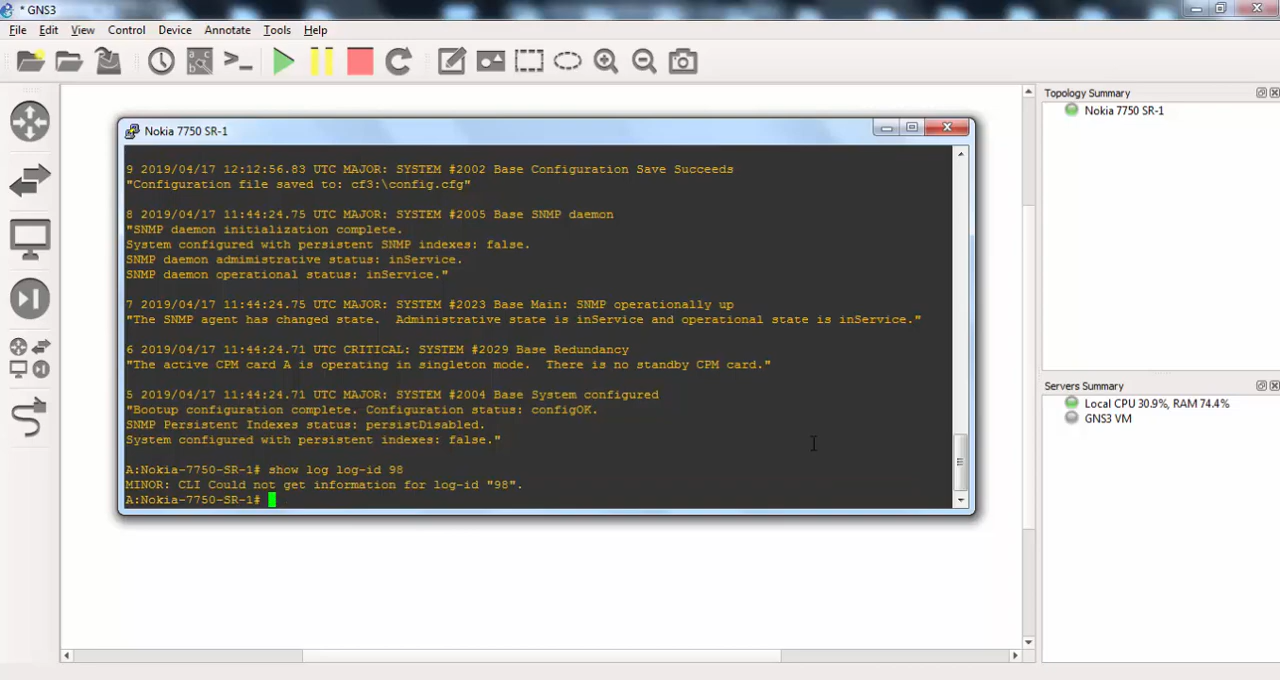 * GNS3
File Edit View Control Device Annotate Tools Help
Topology Summary
Nokia 7750 SR-1
Nokia 7750 SR-1
9 2019/04/17 12:12:56.83 UTC MAJOR: SYSTEM #2002 Base Configuration Save Succeeds
"Configuration file saved to: cf3:\config.cfg"
8 2019/04/17 11:44:24.75 UTC MAJOR: SYSTEM #2005 Base SNMP daemon
"SNMP daemon initialization complete.
System configured with persistent SNMP indexes: false.
SNMP daemon admimistrative status: inService.
SNMP daemon operational status: inService."
7 2019/04/17 11:44:24.75 UTC MAJOR: SYSTEM #2023 Base Main: SNMP operationally up
"The SNMP agent has changed state.  Administrative state is inService and operational state is inService."
6 2019/04/17 11:44:24.71 UTC CRITICAL: SYSTEM #2029 Base Redundancy
"The active CPM card A is operating in singleton mode.  There is no standby CPM card."
5 2019/04/17 11:44:24.71 UTC MAJOR: SYSTEM #2004 Base System configured
"Bootup configuration complete. Configuration status: configOK.
SNMP Persistent Indexes status: persistDisabled.
System configured with persistent indexes: false."
A:Nokia-7750-SR-1# show log log-id 98
MINOR: CLI Could not get information for log-id "98".
A:Nokia-7750-SR-1#
Servers Summary
Local CPU 30.9%, RAM 74.4%
GNS3 VM